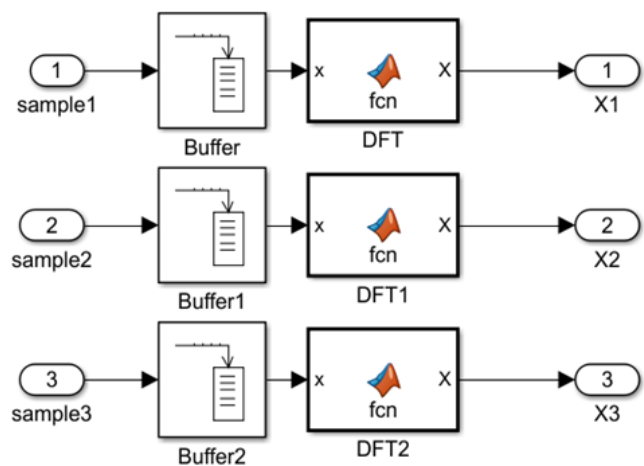 1
sample1
Buffer
x
fcn
X
DFT
1
X1
2
sample2
Buffer1
x
fcn
X
DFT1
2
X2
3
sample3
Buffer2
x
fcn
X
DFT2
3
X3